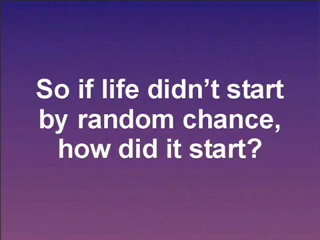 So if life didn’t start
by random chance,
how did it start?